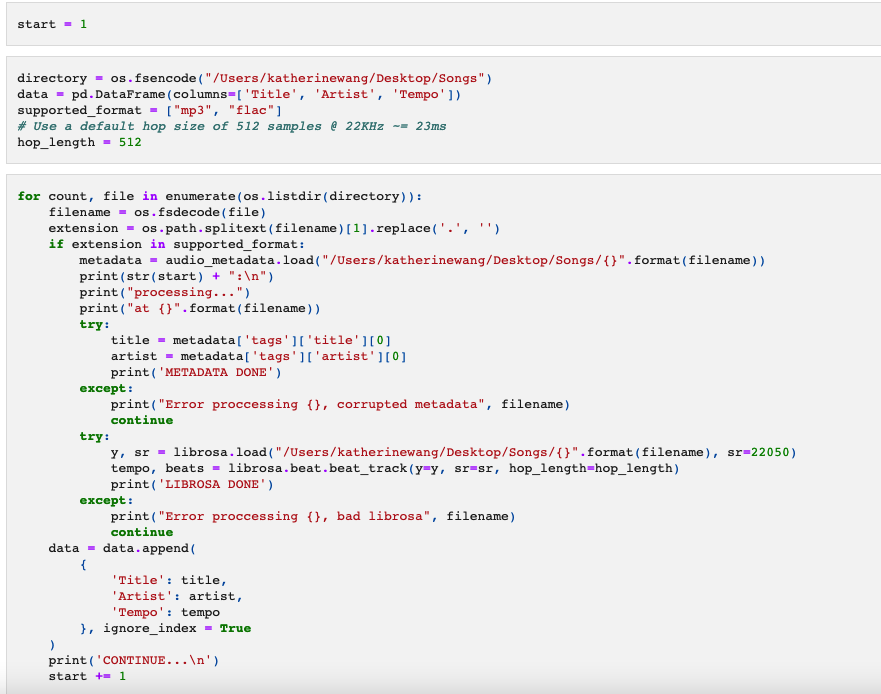 start = 1
directory = os.fsencode("/Users/katherinewang/Desktop/Songs")
data = pd.DataFrame(columns=['Title', 'Artist', 'Tempo'])
supported_format = ["mp3", "flac"]
# Use a default hop size of 512 samples @ 22KHz ~= 23ms
hop_length = 512
for count, file in enumerate(os.listdir(directory)):
    filename = os.fsdecode(file)
    extension = os.path.splitext(filename)[1].replace('.', '')
    if extension in supported_format:
        metadata = audio_metadata.load("/Users/katherinewang/Desktop/Songs/{}".format(filename))
        print(str(start) + ":\n")
        print("processing...")
        print("at {}".format(filename))
        try:
            title = metadata['tags']['title'][0]
            artist = metadata['tags']['artist'][0]
            print('METADATA DONE')
        except:
            print("Error proccessing {}, corrupted metadata", filename)
            continue
        try:
            y, sr = librosa.load("/Users/katherinewang/Desktop/Songs/{}".format(filename), sr=22050)
            tempo, beats = librosa.beat.beat_track(y=y, sr=sr, hop_length=hop_length)
            print('LIBROSA DONE')
        except:
            print("Error proccessing {}, bad librosa", filename)
            continue
    data = data.append(
        {
            'Title': title,
            'Artist': artist,
            'Tempo': tempo
        }, ignore_index = True
    )
    print('CONTINUE...\n')
    start += 1